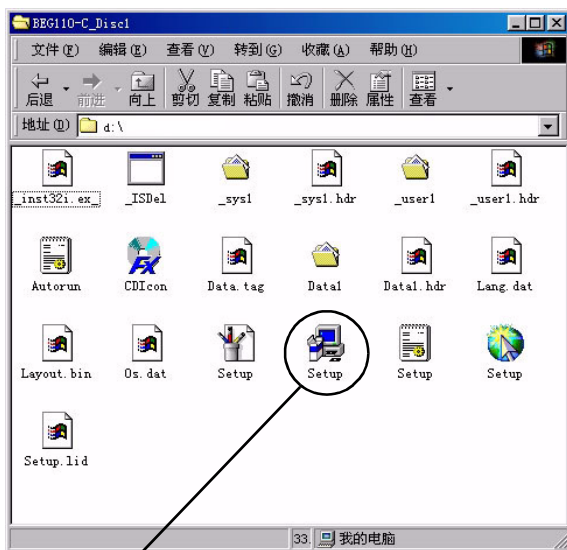 BEG110-C_Disc1
文件(F) 编辑(E) 查看(V) 转到(G) 收藏(A) 帮助(H)
后退 前进 向上 剪切 复制 粘贴 撤消 删除 属性 查看
地址(D) d:\
_inst32i.ex_ _ISDel _sys1 _sys1.hdr _user1 _user1.hdr
Autorun CDIcon Data.tag Data1 Data1.hdr Lang.dat
Layout.bin Os.dat Setup Setup Setup Setup
Setup.lid
33. 我的电脑